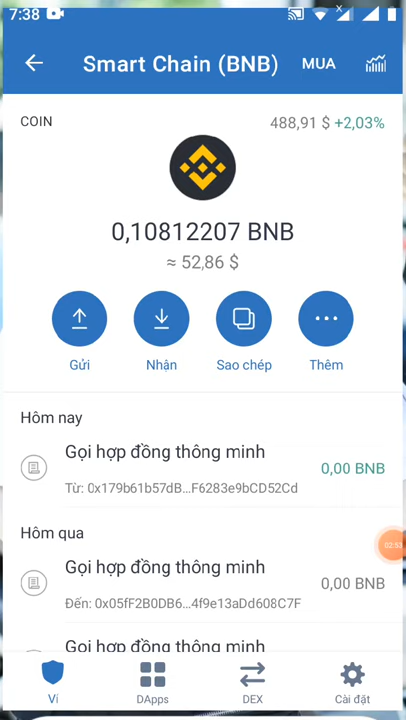 7:38
Smart Chain (BNB) MUA
COIN 488,91 $ +2,03%
0,10812207 BNB
≈ 52,86 $
Gửi Nhận Sao chép Thêm
Hôm nay
Gọi hợp đồng thông minh
0,00 BNB
Từ: 0x179b61b57dB...F6283e9bCD52Cd
Hôm qua
02:53
Gọi hợp đồng thông minh
0,00 BNB
Đến: 0x05fF2B0DB6...4f9e13aDd608C7F
Gọi hợp đồng thông minh
Ví DApps DEX Cài đặt